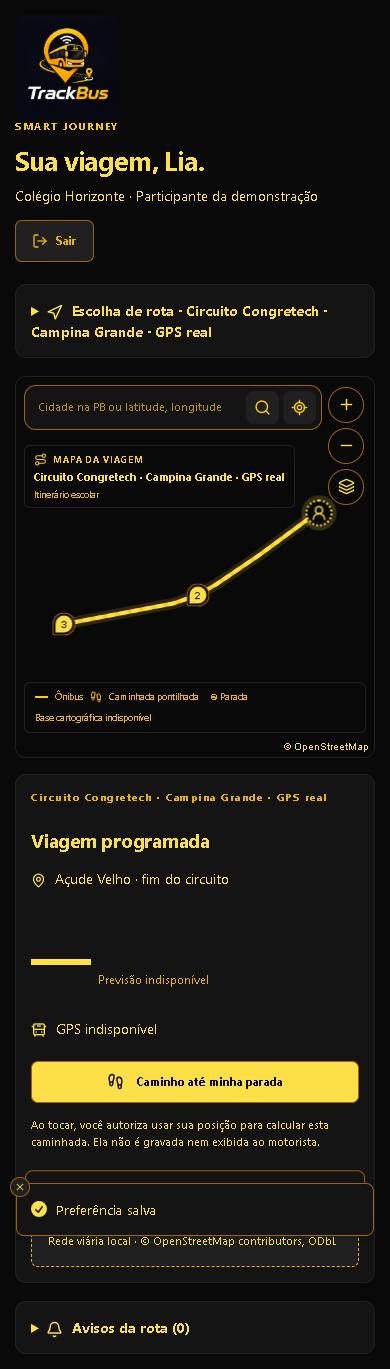 TrackBus
SMART JOURNEY
Sua viagem, Lia.
Colégio Horizonte · Participante da demonstração
Sair
Escolha de rota · Circuito Congretech ·
Campina Grande · GPS real
Cidade na PB ou latitude, longitude
MAPA DA VIAGEM
Circuito Congretech · Campina Grande · GPS real
Itinerário escolar
2
3
Ônibus Caminhada pontilhada Parada
Base cartográfica indisponível
© OpenStreetMap
Circuito Congretech · Campina Grande · GPS real
Viagem programada
Açude Velho · fim do circuito
Previsão indisponível
GPS indisponível
Caminho até minha parada
Ao tocar, você autoriza usar sua posição para calcular esta
caminhada. Ela não é gravada nem exibida ao motorista.
Preferência salva
Rede viária local · © OpenStreetMap contributors, ODbL
Avisos da rota (0)